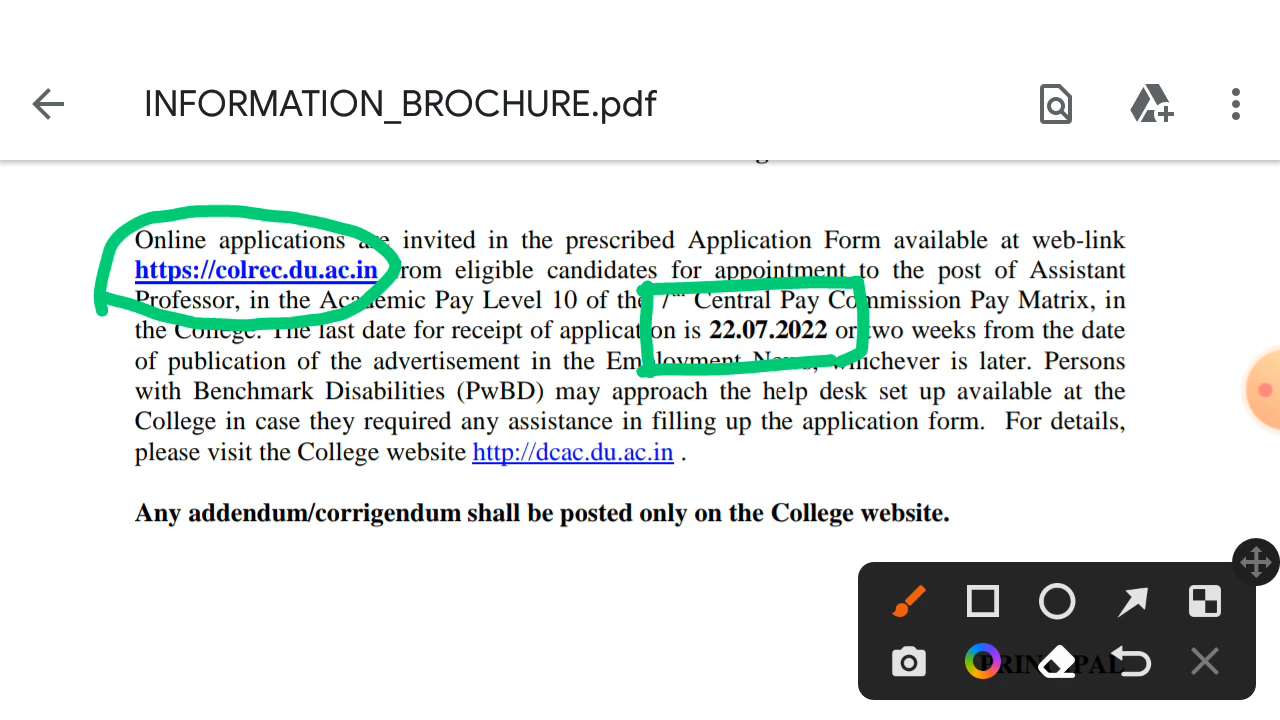 INFORMATION_BROCHURE.pdf
Online applications are invited in the prescribed Application Form available at web-link
https://colrec.du.ac.in from eligible candidates for appointment to the post of Assistant
Professor, in the Academic Pay Level 10 of the 7th Central Pay Commission Pay Matrix, in
the College. The last date for receipt of application is 22.07.2022 or two weeks from the date
of publication of the advertisement in the Employment News, whichever is later. Persons
with Benchmark Disabilities (PwBD) may approach the help desk set up available at the
College in case they required any assistance in filling up the application form. For details,
please visit the College website http://dcac.du.ac.in .
Any addendum/corrigendum shall be posted only on the College website.
PRINCIPAL